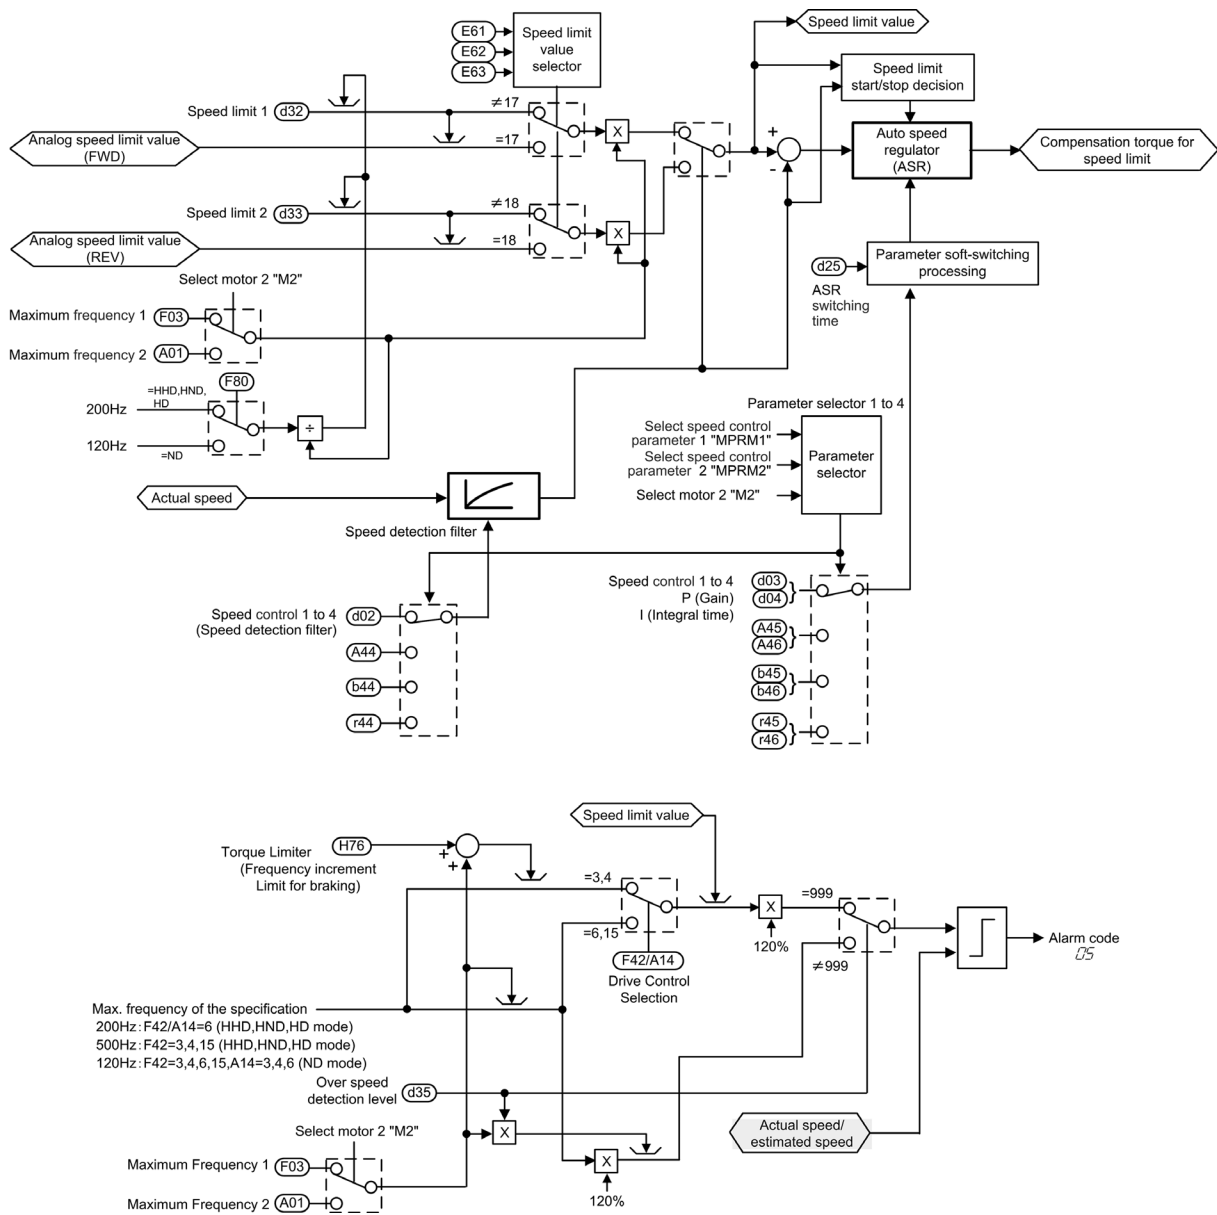 Speed limit value
E61
E62
E63
Speed limit
value
selector
Speed limit
start/stop decision
Speed limit 1
d32
≠17
=17
Analog speed limit value
(FWD)
X
+
-
Auto speed
regulator
(ASR)
Compensation torque for
speed limit
Speed limit 2
d33
≠18
=18
Analog speed limit value
(REV)
X
Parameter soft-switching
processing
d25
ASR
switching
time
Select motor 2 "M2"
Maximum frequency 1
F03
Maximum frequency 2
A01
F80
=HHD,HND,
HD
200Hz
120Hz
=ND
÷
Parameter selector 1 to 4
Select speed control
parameter 1 "MPRM1"
Select speed control
parameter 2 "MPRM2"
Select motor 2 "M2"
Parameter
selector
Actual speed
Speed detection filter
Speed control 1 to 4
P (Gain)
I (Integral time)
d03
d04
}
A45
A46
}
b45
b46
}
r45
r46
}
Speed control 1 to 4
(Speed detection filter)
d02
A44
b44
r44
Speed limit value
Torque Limiter
(Frequency increment
Limit for braking)
H76
+
+
=3,4
=6,15
F42/A14
Drive Control
Selection
X
120%
=999
≠999
Alarm code
OS
Max. frequency of the specification
200Hz:F42/A14=6 (HHD,HND,HD mode)
500Hz:F42=3,4,15 (HHD,HND,HD mode)
120Hz:F42=3,4,6,15,A14=3,4,6 (ND mode)
Over speed
detection level
d35
X
Actual speed/
estimated speed
Select motor 2 "M2"
Maximum Frequency 1
F03
Maximum Frequency 2
A01
X
120%